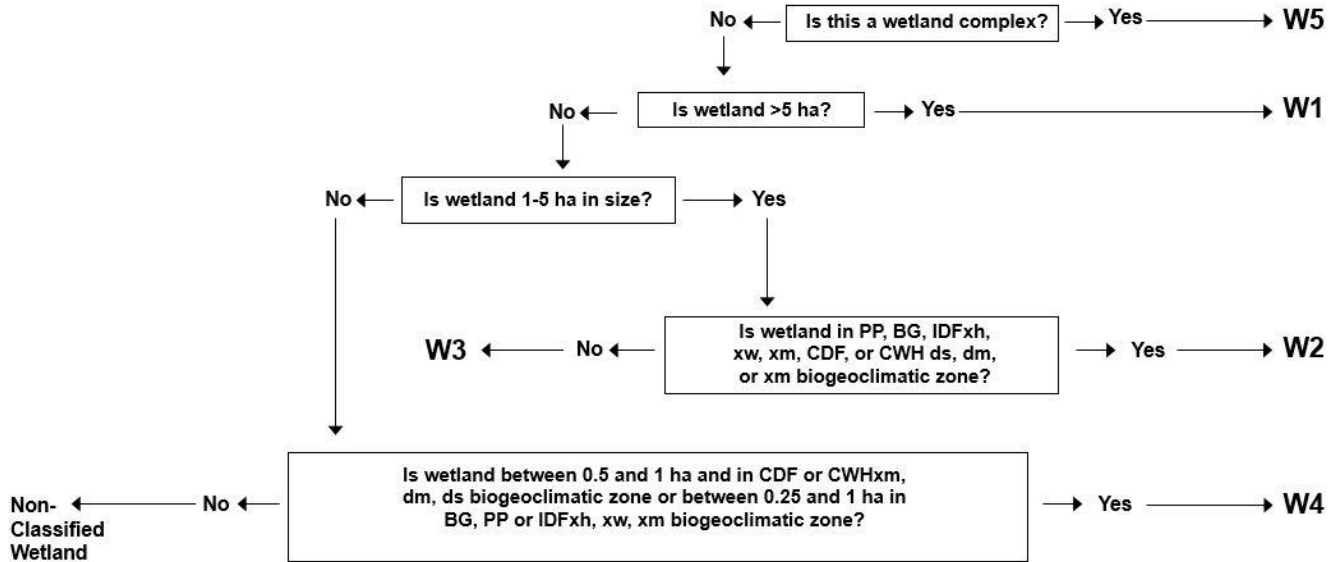 No
Is this a wetland complex?
Yes
W5
No
Is wetland >5 ha?
Yes
W1
No
Is wetland 1-5 ha in size?
Yes
W3
No
Is wetland in PP, BG, IDFxh,
xw, xm, CDF, or CWH ds, dm,
or xm biogeoclimatic zone?
Yes
W2
Non-
Classified
Wetland
No
Is wetland between 0.5 and 1 ha and in CDF or CWHxm,
dm, ds biogeoclimatic zone or between 0.25 and 1 ha in
BG, PP or IDFxh, xw, xm biogeoclimatic zone?
Yes
W4